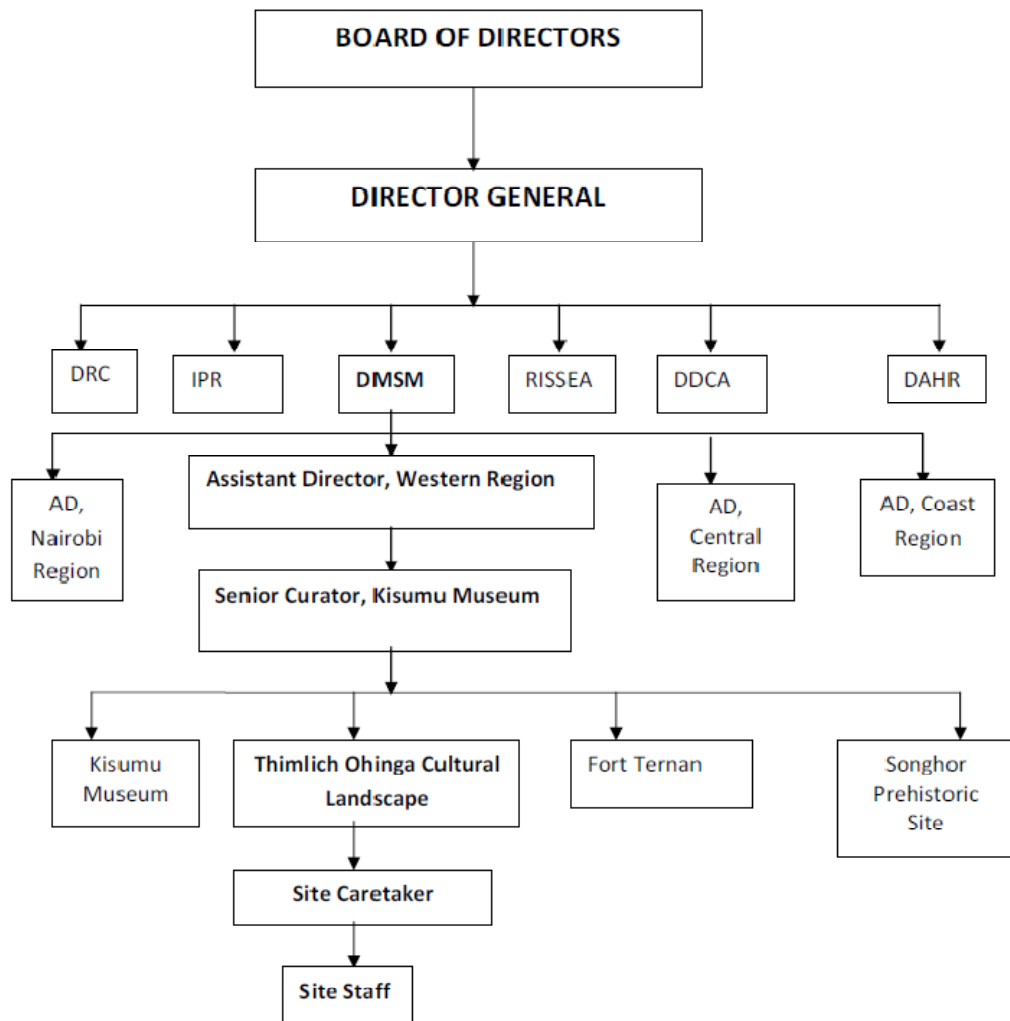 BOARD OF DIRECTORS
DIRECTOR GENERAL
DRC
IPR
DMSM
RISSEA
DDCA
DAHR
AD,
Nairobi
Region
Assistant Director, Western Region
AD,
Central
Region
AD, Coast
Region
Senior Curator, Kisumu Museum
Kisumu
Museum
Thimlich Ohinga Cultural
Landscape
Fort Ternan
Songhor
Prehistoric
Site
Site Caretaker
Site Staff